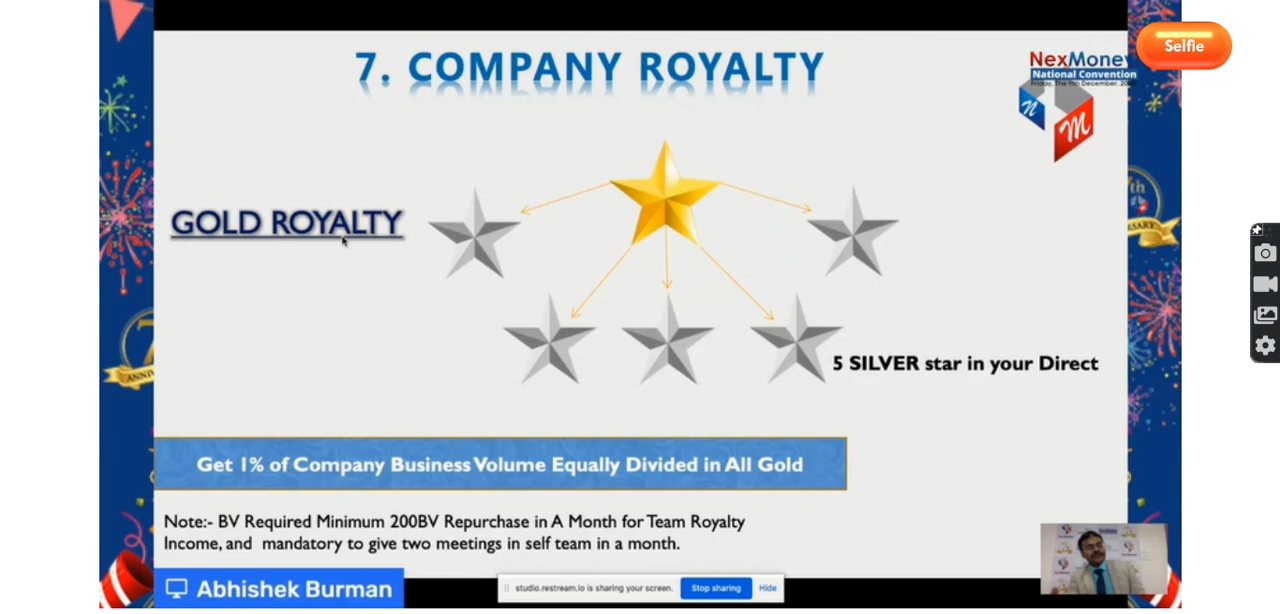 Selfie
7. COMPANY ROYALTY
NexMoney
National Convention
GOLD ROYALTY
5 SILVER star in your Direct
Get 1% of Company Business Volume Equally Divided in All Gold
Note:- BV Required Minimum 200BV Repurchase in A Month for Team Royalty
Income, and mandatory to give two meetings in self team in a month.
Abhishek Burman
studio.restream.io is sharing your screen.
Stop sharing
Hide